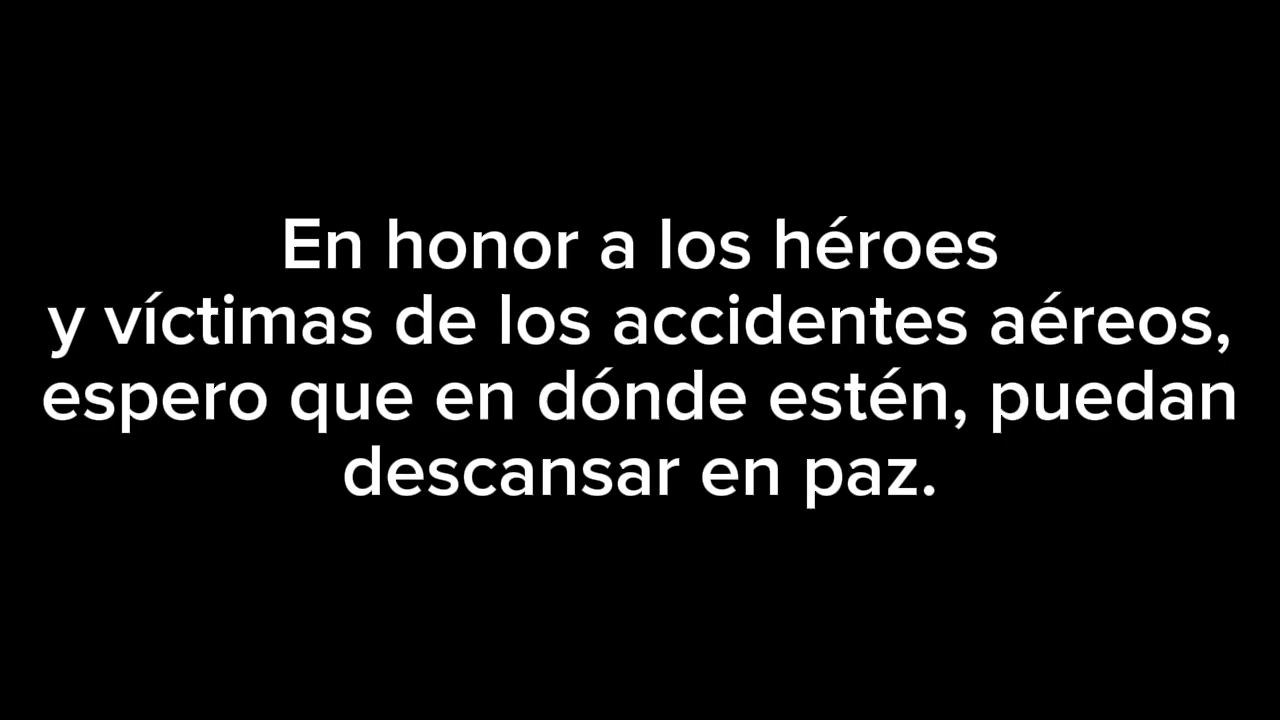 En honor a los héroes
y víctimas de los accidentes aéreos,
espero que en dónde estén, puedan
descansar en paz.